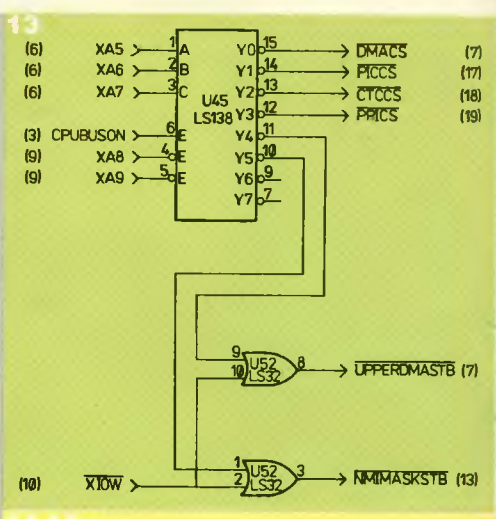 13
(6) XA5 1 A Y0 15 DMACS (7)
(6) XA6 2 B Y1 14 PICCS (17)
(6) XA7 3 C Y2 13 CTCCS (18)
U45
LS138
Y3 12 PPICS (19)
(3) CPUBUSON 6 E Y4 11
(9) XA8 4 E Y5 10
(9) XA9 5 E Y6 9
Y7 7
9 U52 8 UPPERDMASTB (7)
10 LS32
1 U52 3 NMIMASKSTB (13)
(10) XIOW 2 LS32